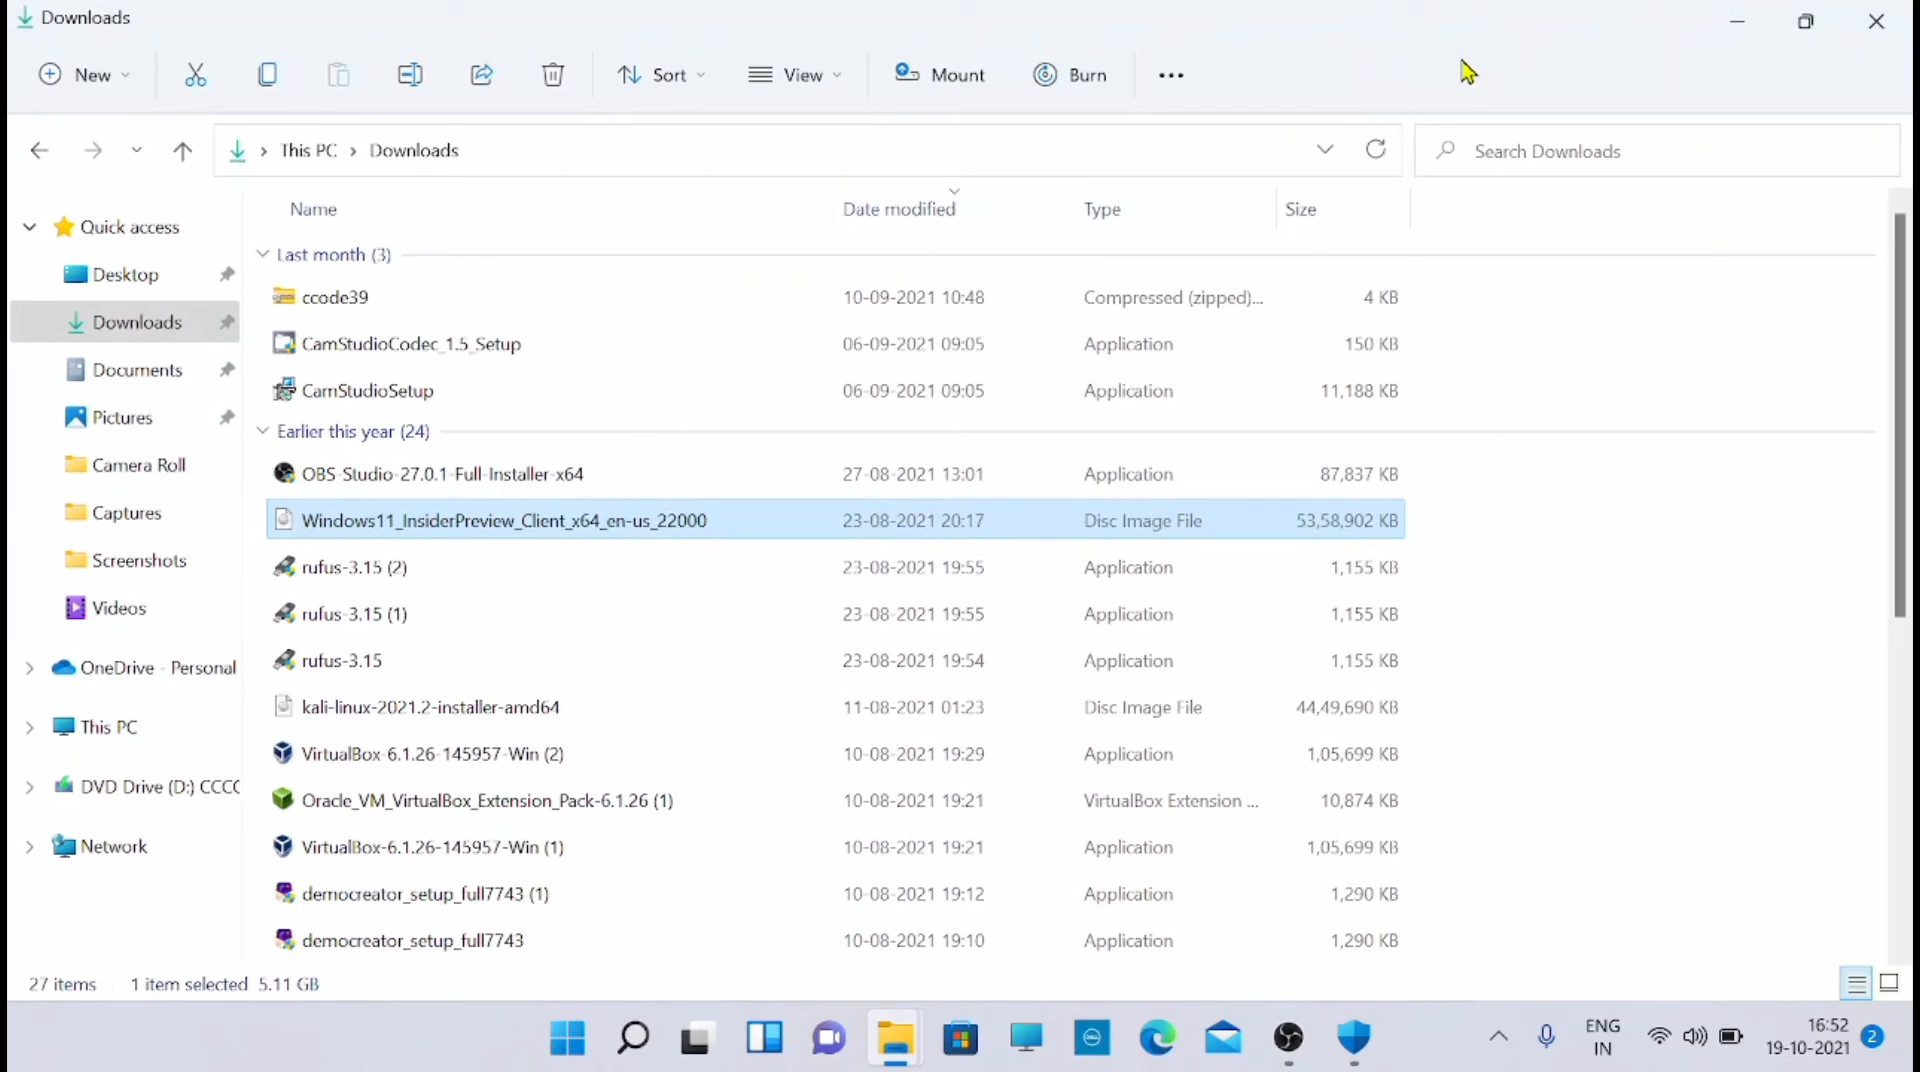 Downloads
New Sort View Mount Burn
This PC Downloads Search Downloads
Name Date modified Type Size
Quick access
Desktop
Downloads
Documents
Pictures
Camera Roll
Captures
Screenshots
Videos
OneDrive - Personal
This PC
DVD Drive (D:) CCC
Network
Last month (3)
ccode39 10-09-2021 10:48 Compressed (zipped)... 4 KB
CamStudioCodec_1.5_Setup 06-09-2021 09:05 Application 150 KB
CamStudioSetup 06-09-2021 09:05 Application 11,188 KB
Earlier this year (24)
OBS-Studio-27.0.1-Full-Installer-x64 27-08-2021 13:01 Application 87,837 KB
Windows11_InsiderPreview_Client_x64_en-us_22000 23-08-2021 20:17 Disc Image File 53,58,902 KB
rufus-3.15 (2) 23-08-2021 19:55 Application 1,155 KB
rufus-3.15 (1) 23-08-2021 19:55 Application 1,155 KB
rufus-3.15 23-08-2021 19:54 Application 1,155 KB
kali-linux-2021.2-installer-amd64 11-08-2021 01:23 Disc Image File 44,49,690 KB
VirtualBox-6.1.26-145957-Win (2) 10-08-2021 19:29 Application 1,05,699 KB
Oracle_VM_VirtualBox_Extension_Pack-6.1.26 (1) 10-08-2021 19:21 VirtualBox Extension ... 10,874 KB
VirtualBox-6.1.26-145957-Win (1) 10-08-2021 19:21 Application 1,05,699 KB
democreator_setup_full7743 (1) 10-08-2021 19:12 Application 1,290 KB
democreator_setup_full7743 10-08-2021 19:10 Application 1,290 KB
27 items 1 item selected 5.11 GB
ENG 16:52
IN 19-10-2021 2